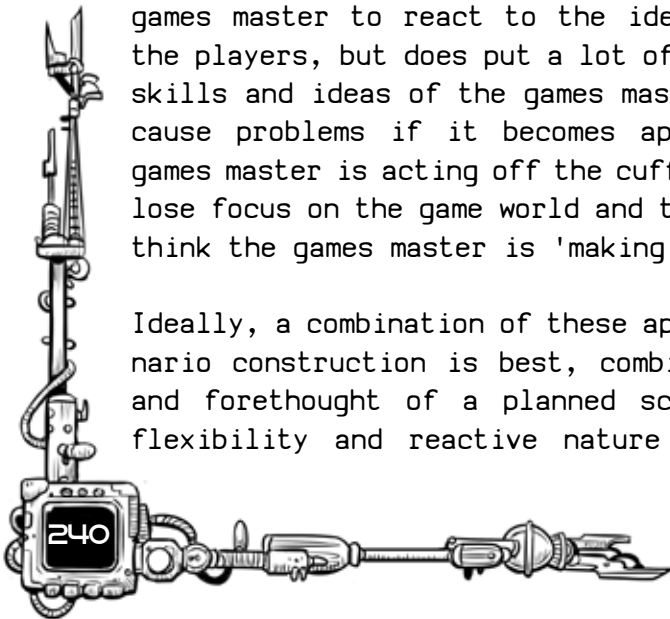 games master to react to the ide
the players, but does put a lot of
skills and ideas of the games mas
cause problems if it becomes ap
games master is acting off the cuff
lose focus on the game world and t
think the games master is 'making
Ideally, a combination of these ap
nario construction is best, combi
and forethought of a planned sc
flexibility and reactive nature
240